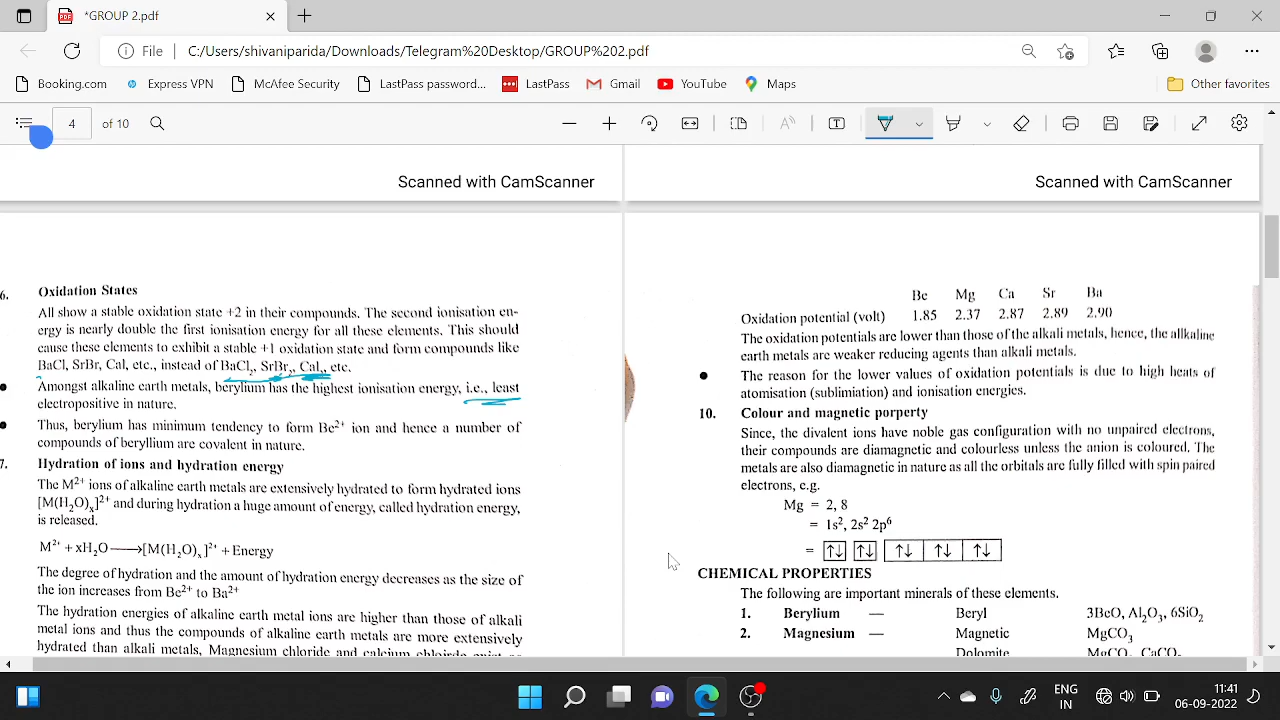 *GROUP 2.pdf
File
C:/Users/shivaniparida/Downloads/Telegram%20Desktop/GROUP%202.pdf
Booking.com
Express VPN
McAfee Security
LastPass password...
LastPass
Gmail
YouTube
Maps
Other favorites
4 of 10
Scanned with CamScanner
Scanned with CamScanner
6. Oxidation States
All show a stable oxidation state +2 in their compounds. The second ionisation en-
ergy is nearly double the first ionisation energy for all these elements. This should
cause these elements to exhibit a stable +1 oxidation state and form compounds like
BaCl, SrBr, CaI, etc., instead of BaCl₂, SrBr₂, CaI₂, etc.
● Amongst alkaline earth metals, berylium has the highest ionisation energy, i.e., least
electropositive in nature.
● Thus, berylium has minimum tendency to form Be²⁺ ion and hence a number of
compounds of beryllium are covalent in nature.
7. Hydration of ions and hydration energy
The M²⁺ ions of alkaline earth metals are extensively hydrated to form hydrated ions
[M(H₂O)ₓ]²⁺ and during hydration a huge amount of energy, called hydration energy,
is released.
M²⁺ + xH₂O ⟶ [M(H₂O)ₓ]²⁺ + Energy
The degree of hydration and the amount of hydration energy decreases as the size of
the ion increases from Be²⁺ to Ba²⁺
The hydration energies of alkaline earth metal ions are higher than those of alkali
metal ions and thus the compounds of alkaline earth metals are more extensively
hydrated than alkali metals, Magnesium chloride and calcium chloirde exist as
Be Mg Ca Sr Ba
Oxidation potential (volt) 1.85 2.37 2.87 2.89 2.90
The oxidation potentials are lower than those of the alkali metals, hence, the allkaline
earth metals are weaker reducing agents than alkali metals.
● The reason for the lower values of oxidation potentials is due to high heats of
atomisation (sublimiation) and ionisation energies.
10. Colour and magnetic porperty
Since, the divalent ions have noble gas configuration with no unpaired electrons,
their compounds are diamagnetic and colourless unless the anion is coloured. The
metals are also diamagnetic in nature as all the orbitals are fully filled with spin paired
electrons, e.g.
Mg = 2, 8
= 1s², 2s² 2p⁶
= ↑↓ ↑↓ ↑↓ ↑↓ ↑↓
CHEMICAL PROPERTIES
The following are important minerals of these elements.
1. Berylium — Beryl 3BeO, Al₂O₃, 6SiO₂
2. Magnesium — Magnetic MgCO₃
Dolomite MgCO₃ CaCO₃
ENG
IN
11:41
06-09-2022